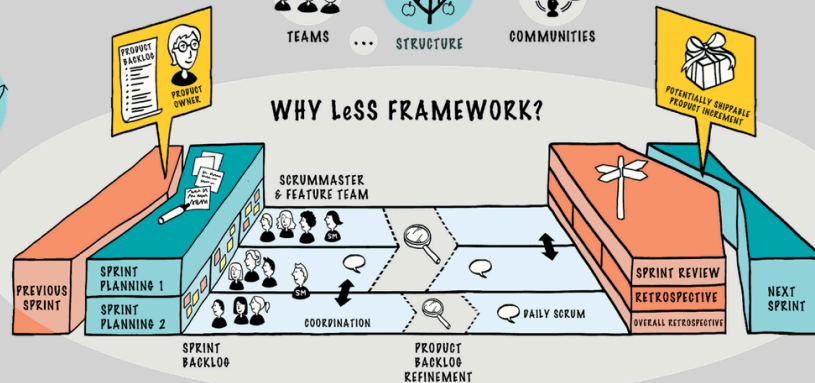 TEAMS
...
STRUCTURE
COMMUNITIES
PRODUCT
BACKLOG
PRODUCT
OWNER
POTENTIALLY SHIPPABLE
PRODUCT INCREMENT
WHY LeSS FRAMEWORK?
SCRUMMASTER
& FEATURE TEAM
SM
SM
PREVIOUS
SPRINT
SPRINT
PLANNING 1
SPRINT
PLANNING 2
COORDINATION
DAILY SCRUM
SPRINT REVIEW
RETROSPECTIVE
OVERALL RETROSPECTIVE
NEXT
SPRINT
SPRINT
BACKLOG
PRODUCT
BACKLOG
REFINEMENT